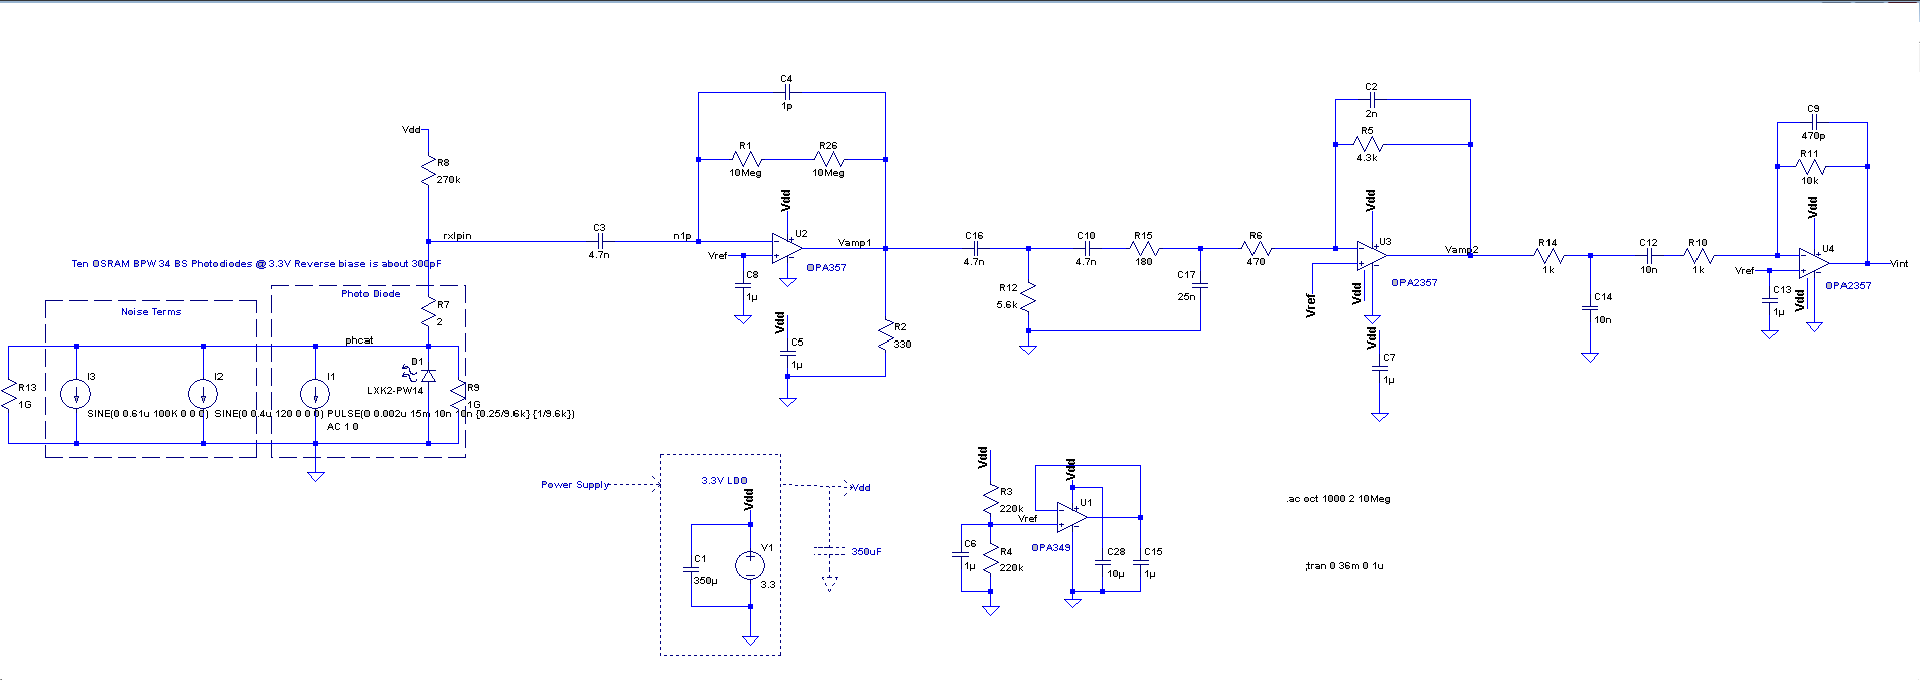 C4
1p
R1
10Meg
R26
10Meg
Vdd
R8
270k
rxlpin
C3
4.7n
n1p
Vdd
U2
Vref
C8
1µ
OPA357
Vamp1
Vdd
C5
1µ
R2
330
C16
4.7n
C10
4.7n
R15
180
R6
470
R12
5.6k
C17
25n
C2
2n
R5
4.3k
Vdd
U3
Vdd
Vref
OPA2357
Vamp2
Vdd
C7
1µ
R14
1k
C12
10n
R10
1k
C14
10n
C9
470p
R11
10k
Vdd
U4
Vref
C13
1µ
Vdd
OPA2357
Vint
Ten OSRAM BPW 34 BS Photodiodes @ 3.3V Reverse biase is about 300pF
Noise Terms
Photo Diode
R7
2
phcat
D1
LXK2-PW14
R13
1G
I3
I2
I1
R9
1G
SINE(0 0.61u 100K 0 0 0)
SINE(0 0.4u 120 0 0 0)
PULSE(0 0.002u 15m 10n 10n {0.25/9.6k} {1/9.6k})
AC 1 0
Power Supply
3.3V LDO
Vdd
Vdd
C1
350µ
V1
3.3
350uF
Vdd
R3
220k
Vref
C6
1µ
R4
220k
Vdd
U1
OPA349
C28
10µ
C15
1µ
.ac oct 1000 2 10Meg
;tran 0 36m 0 1u